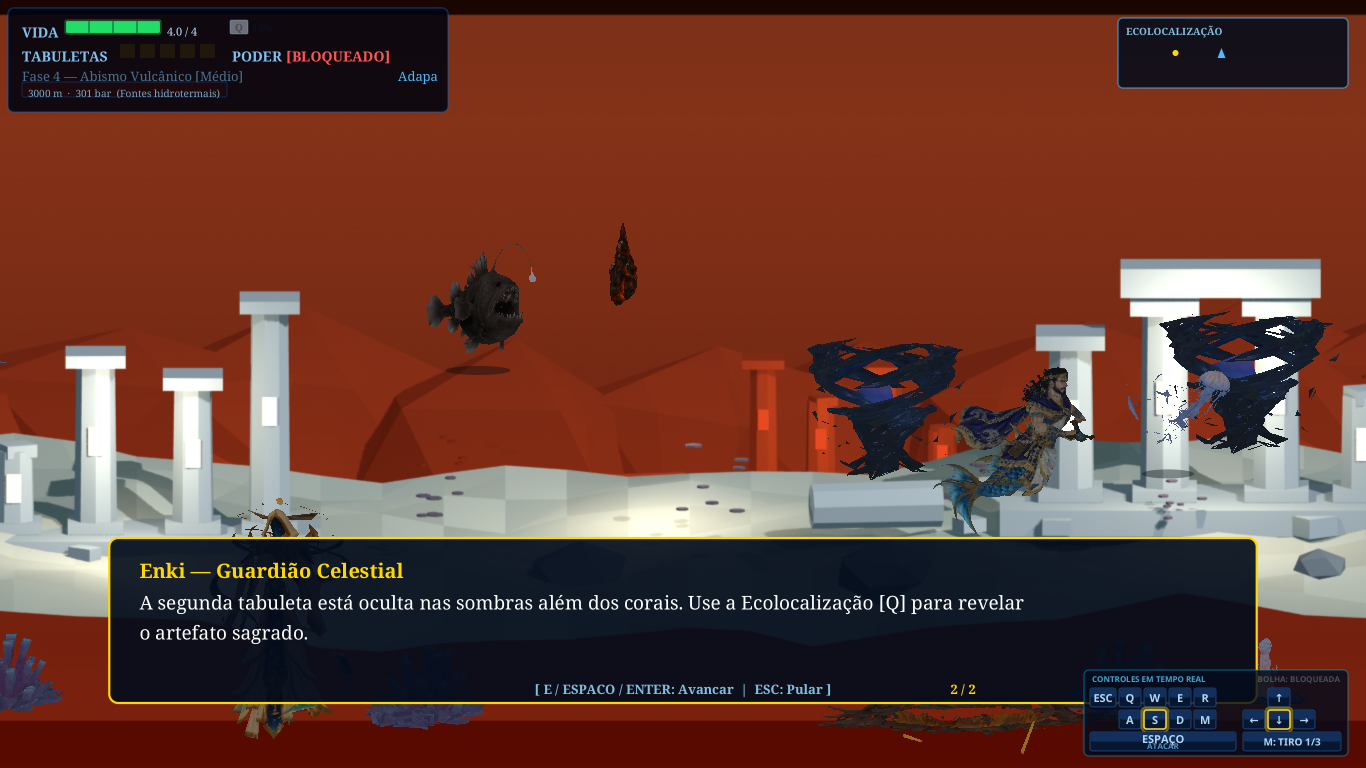 VIDA 4.0 / 4 Q
TABULETAS PODER [BLOQUEADO]
Fase 4 — Abismo Vulcânico [Médio] Adapa
3000 m · 301 bar (Fontes hidrotermais)
ECOLOCALIZAÇÃO
Enki — Guardião Celestial
A segunda tabuleta está oculta nas sombras além dos corais. Use a Ecolocalização [Q] para revelar
o artefato sagrado.
[ E / ESPACO / ENTER: Avancar | ESC: Pular ] 2 / 2
CONTROLES EM TEMPO REAL BOLHA: BLOQUEADA
ESC Q W E R ↑
A S D M ← ↓ →
ESPAÇO M: TIRO 1/3
ATACAR